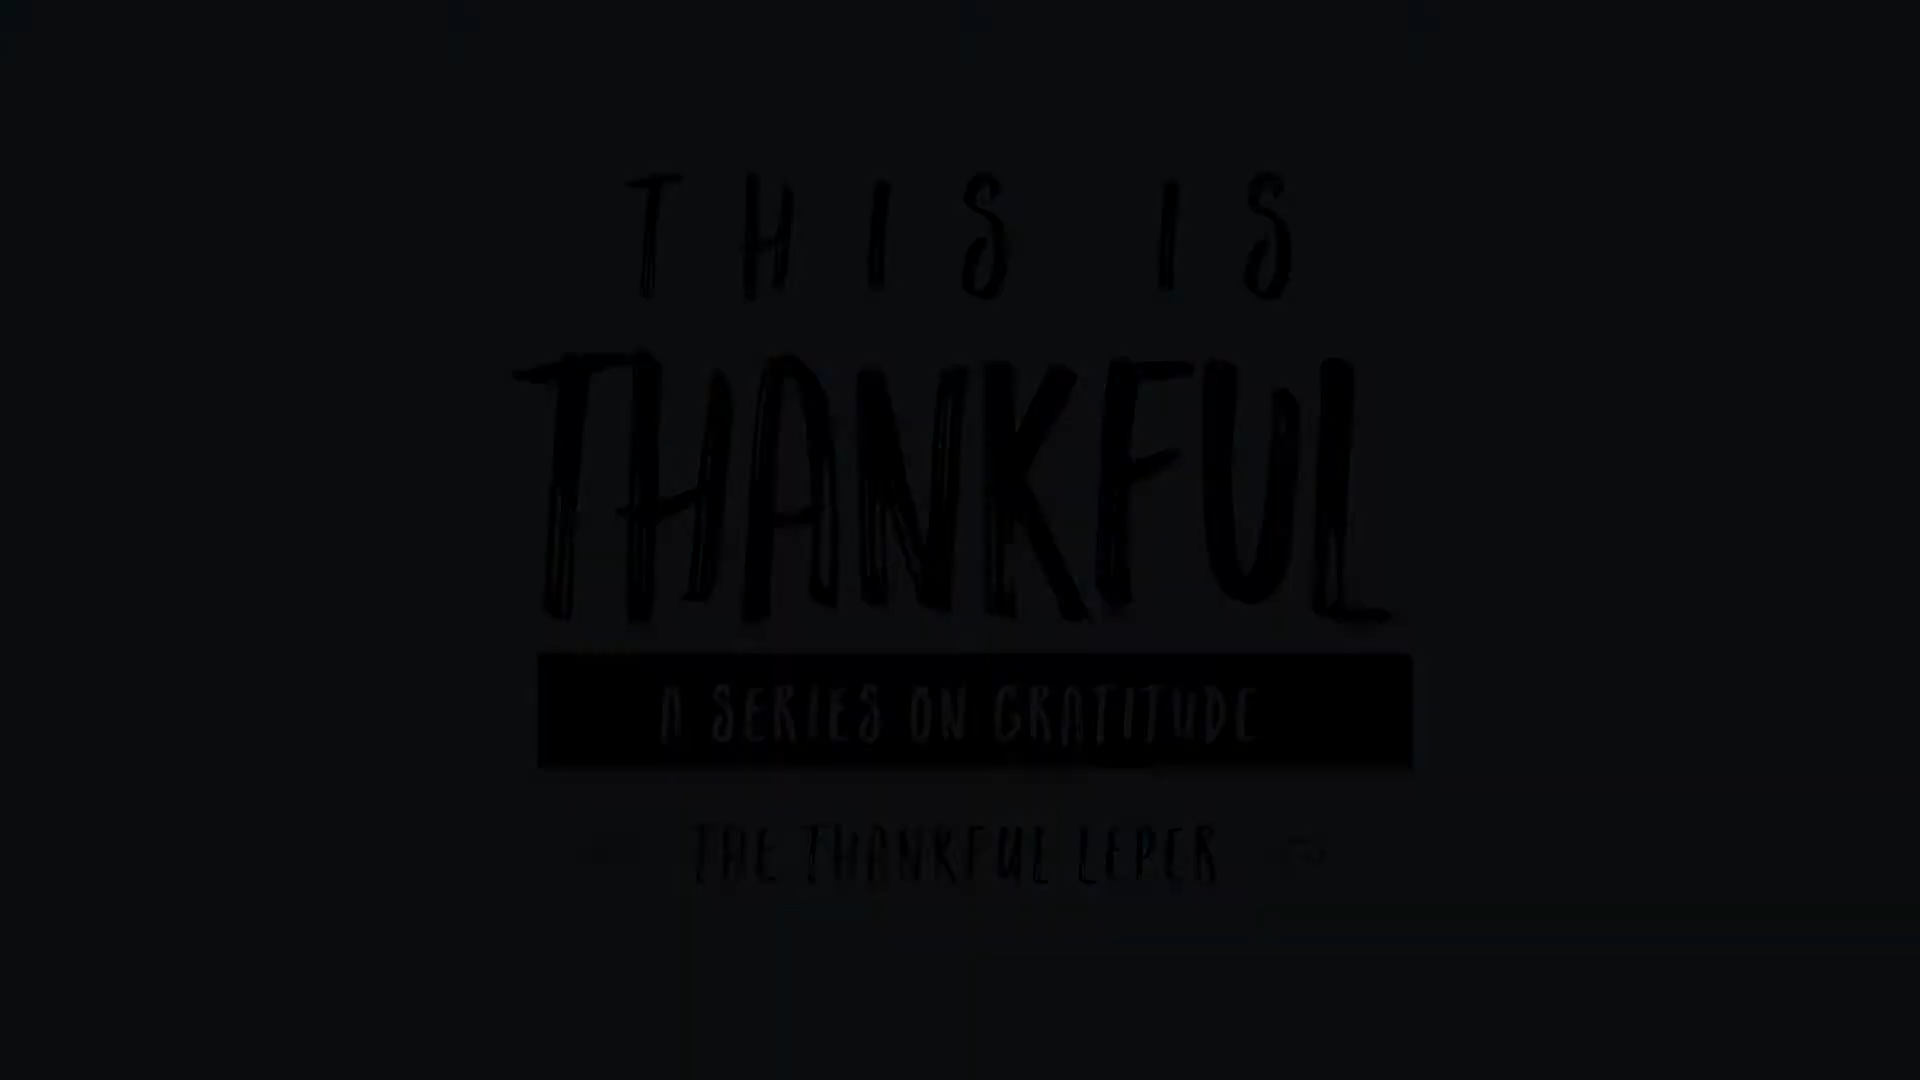 THIS IS
THANKFUL
A SERIES ON GRATITUDE
THE THANKFUL LEPER